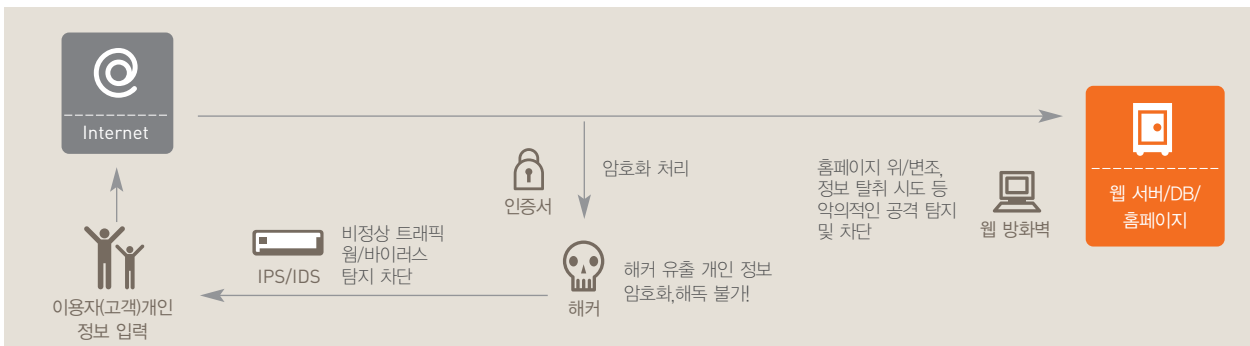 Internet
이용자(고객)개인
정보 입력
IPS/IDS
비정상 트래픽
웜/바이러스
탐지 차단
인증서
암호화 처리
해커
해커 유출 개인 정보
암호화,해독 불가!
홈페이지 위/변조,
정보 탈취 시도 등
악의적인 공격 탐지
및 차단
웹 방화벽
웹 서버/DB/
홈페이지